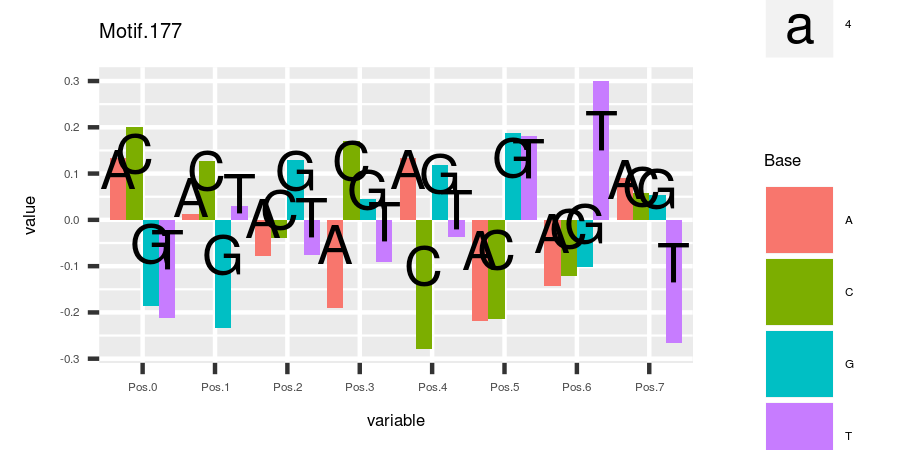 Motif.177
a 4
0.3
0.2
0.1
0.0
-0.1
-0.2
-0.3
value
A C G T A C G T A C G T A C G T A C G T A C G T A C G T A C G T
Pos.0 Pos.1 Pos.2 Pos.3 Pos.4 Pos.5 Pos.6 Pos.7
variable
Base
A
C
G
T